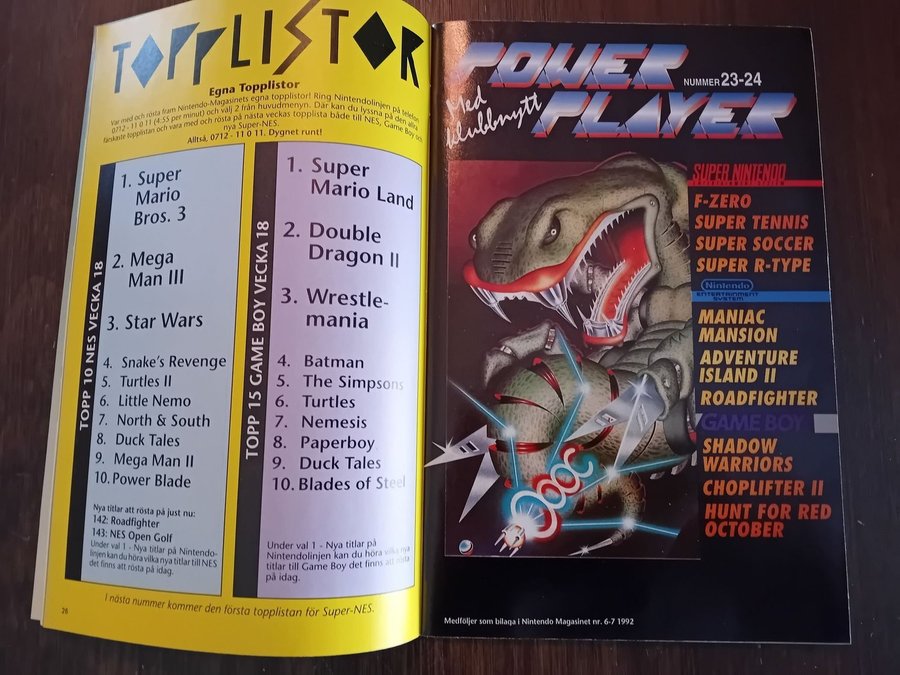 TOPPLISTOR
Egna Topplistor
Var med och rösta fram Nintendo-Magasinets egna topplistor! Ring Nintendolinjen på telefon
0712 - 11 0 11 (4:55 per minut) och välj 2 från huvudmenyn. Där kan du lyssna på den allra
färskaste topplistan och vara med och rösta på nästa veckas topplista både till NES, Game Boy och
nya Super-NES.
Alltså, 0712 - 11 0 11. Dygnet runt!
TOPP 10 NES VECKA 18
1. Super
Mario
Bros. 3
2. Mega
Man III
3. Star Wars
4. Snake's Revenge
5. Turtles II
6. Little Nemo
7. North & South
8. Duck Tales
9. Mega Man II
10. Power Blade
Nya titlar att rösta på just nu:
142: Roadfighter
143: NES Open Golf
Under val 1 - Nya titlar på Nintendo-
linjen kan du höra vilka nya titlar till NES
det finns att rösta på idag.
TOPP 15 GAME BOY VECKA 18
1. Super
Mario Land
2. Double
Dragon II
3. Wrestle-
mania
4. Batman
5. The Simpsons
6. Turtles
7. Nemesis
8. Paperboy
9. Duck Tales
10. Blades of Steel
Under val 1 - Nya titlar på
Nintendolinjen kan du höra vilka nya
titlar till Game Boy det finns att rösta
på idag.
I nästa nummer kommer den första topplistan för Super-NES.
26
POWER
NUMMER 23-24
PLAYER
Med
klubbnytt
SUPER NINTENDO
ENTERTAINMENT SYSTEM
F-ZERO
SUPER TENNIS
SUPER SOCCER
SUPER R-TYPE
Nintendo
ENTERTAINMENT
SYSTEM
MANIAC
MANSION
ADVENTURE
ISLAND II
ROADFIGHTER
GAME BOY
SHADOW
WARRIORS
CHOPLIFTER II
HUNT FOR RED
OCTOBER
Medföljer som bilaga i Nintendo Magasinet nr. 6-7 1992